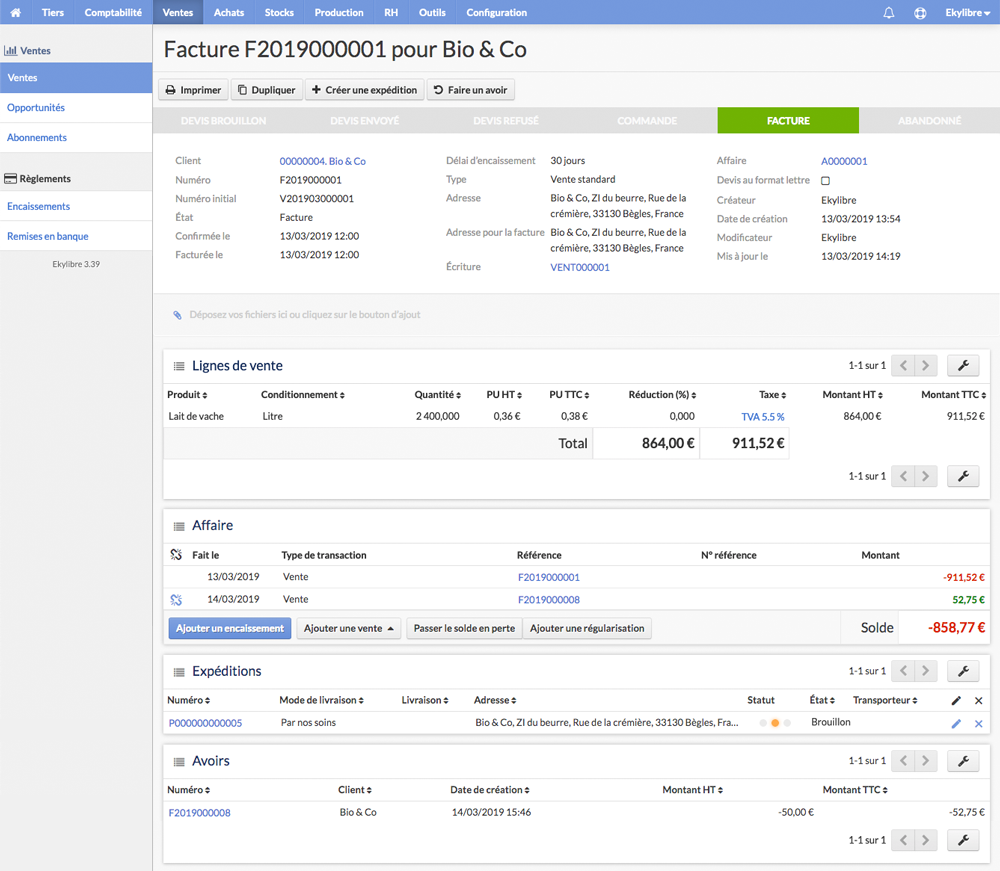 Tiers Comptabilité Ventes Achats Stocks Production RH Outils Configuration Ekylibre
Ventes
Ventes
Opportunités
Abonnements
Règlements
Encaissements
Remises en banque
Ekylibre 3.39
Facture F2019000001 pour Bio & Co
Imprimer Dupliquer Créer une expédition Faire un avoir
DEVIS BROUILLON DEVIS ENVOYÉ DEVIS REFUSÉ COMMANDE FACTURE ABANDONNÉ
Client 00000004. Bio & Co
Numéro F2019000001
Numéro initial V201903000001
État Facture
Confirmée le 13/03/2019 12:00
Facturée le 13/03/2019 12:00
Délai d'encaissement 30 jours
Type Vente standard
Adresse Bio & Co, ZI du beurre, Rue de la
crémière, 33130 Bègles, France
Adresse pour la facture Bio & Co, ZI du beurre, Rue de la
crémière, 33130 Bègles, France
Écriture VENT000001
Affaire A0000001
Devis au format lettre
Créateur Ekylibre
Date de création 13/03/2019 13:54
Modificateur Ekylibre
Mis à jour le 13/03/2019 14:19
Déposez vos fichiers ici ou cliquez sur le bouton d'ajout
Lignes de vente 1-1 sur 1
Produit Conditionnement Quantité PU HT PU TTC Réduction (%) Taxe Montant HT Montant TTC
Lait de vache Litre 2 400,000 0,36 € 0,38 € 0,000 TVA 5.5 % 864,00 € 911,52 €
Total 864,00 € 911,52 €
1-1 sur 1
Affaire
Fait le Type de transaction Référence N° référence Montant
13/03/2019 Vente F2019000001 -911,52 €
14/03/2019 Vente F2019000008 52,75 €
Ajouter un encaissement Ajouter une vente Passer le solde en perte Ajouter une régularisation Solde -858,77 €
Expéditions 1-1 sur 1
Numéro Mode de livraison Livraison Adresse Statut État Transporteur
P000000000005 Par nos soins Bio & Co, ZI du beurre, Rue de la crémière, 33130 Bègles, Fra... Brouillon
Avoirs 1-1 sur 1
Numéro Client Date de création Montant HT Montant TTC
F2019000008 Bio & Co 14/03/2019 15:46 -50,00 € -52,75 €
1-1 sur 1